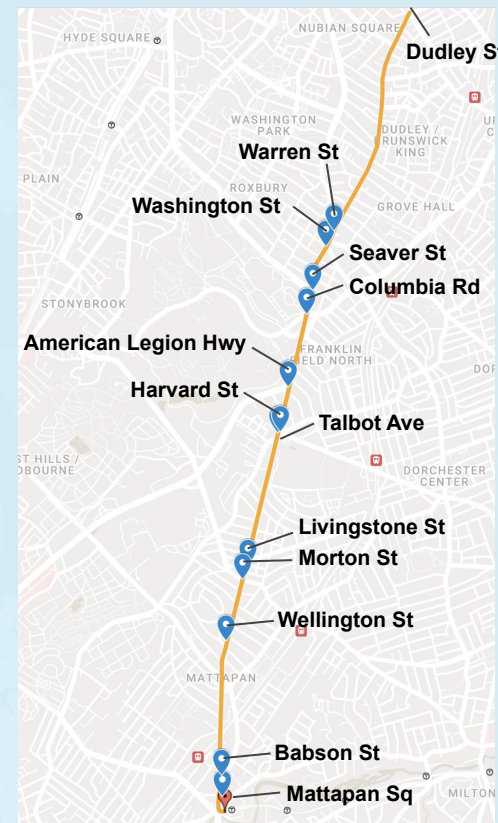 NUBIAN SQUARE
HYDE SQUARE
Dudley St
WASHINGTON
PARK
DUDLEY /
BRUNSWICK
KING
Warren St
PLAIN
ROXBURY
Washington St
GROVE HALL
Seaver St
Columbia Rd
STONYBROOK
American Legion Hwy
FRANKLIN
FIELD NORTH
Harvard St
Talbot Ave
DORCHESTER
CENTER
Livingstone St
Morton St
Wellington St
MATTAPAN
Babson St
Mattapan Sq
MILTON